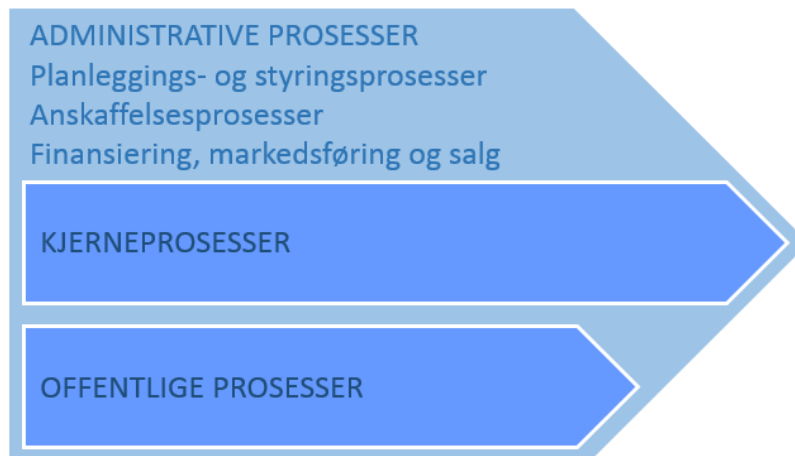 ADMINISTRATIVE PROSESSER
Planleggings- og styringsprosesser
Anskaffelsesprosesser
Finansiering, markedsføring og salg
KJERNEPROSESSER
OFFENTLIGE PROSESSER